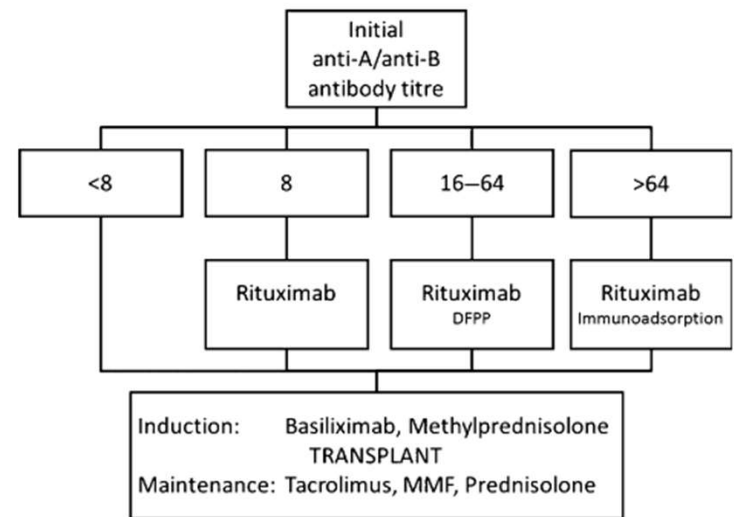 Initial
anti-A/anti-B
antibody titre
<8
8
16–64
>64
Rituximab
Rituximab
DFPP
Rituximab
Immunoadsorption
Induction: Basiliximab, Methylprednisolone
TRANSPLANT
Maintenance: Tacrolimus, MMF, Prednisolone